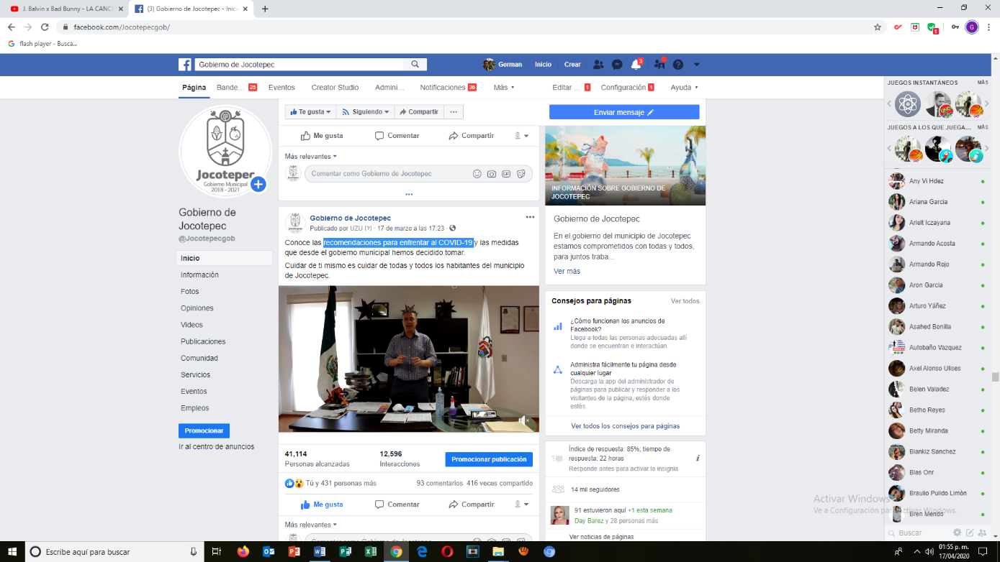 J. Balvin x Bad Bunny - LA CANCI
(3) Gobierno de Jocotepec - Inici
facebook.com/Jocotepecgob/
flash player - Busca...
Gobierno de Jocotepec
German
Inicio
Crear
3
Página
Bande... 25
Eventos
Creator Studio
Admini...
Notificaciones 36
Más
Editar ... 1
Configuración 1
Ayuda
Jocotepec
Gobierno Municipal
2018 - 2021
Gobierno de
Jocotepec
@Jocotepecgob
Inicio
Información
Fotos
Opiniones
Videos
Publicaciones
Comunidad
Servicios
Eventos
Empleos
Promocionar
Ir al centro de anuncios
Te gusta
Siguiendo
Compartir
Enviar mensaje
Me gusta
Comentar
Compartir
Más relevantes
Comentar como Gobierno de Jocotepec
Gobierno de Jocotepec
Publicado por UZU [?] · 17 de marzo a las 17:23 ·
Conoce las recomendaciones para enfrentar al COVID-19 y las medidas
que desde el gobierno municipal hemos decidido tomar.
Cuidar de ti mismo es cuidar de todas y todos los habitantes del municipio
de Jocotepec.
41,114
Personas alcanzadas
12,596
Interacciones
Promocionar publicación
Tú y 431 personas más
93 comentarios 416 veces compartido
Me gusta
Comentar
Compartir
Más relevantes
Comentar como Gobierno de Jocotepec
INFORMACIÓN SOBRE GOBIERNO DE
JOCOTEPEC
Gobierno de Jocotepec
En el gobierno del municipio de Jocotepec
estamos comprometidos con todas y todos,
para juntos traba...
Ver más
Consejos para páginas
Ver todos
¿Cómo funcionan los anuncios de
Facebook?
Llega a todas las personas adecuadas allí
donde se encuentran e interactúan.
Administra fácilmente tu página desde
cualquier lugar
Descarga la app del administrador de
páginas para publicar y responder a los
visitantes de la página, estés donde
estés.
Ver todos los consejos para páginas
Índice de respuesta: 85%; tiempo de
respuesta: 22 horas
Responde antes para activar la insignia
14 mil seguidores
91 estuvieron aquí +1 esta semana
Day Barez y 28 personas más
Ver noticias de páginas
JUEGOS INSTANTÁNEOS
MÁS
JUEGOS A LOS QUE JUEGA...
MÁS
Any Vi Hdez
Ariana Garcia
Arielt Iczayana
Armando Acosta
Armando Rojo
Aron Garcia
Arturo Yáñez
Asahed Bonilla
Autobaño Vazquez
Axel Alonso Ulises
Belen Valadez
Betho Reyes
Betty Miranda
Blankiz Sanchez
Blas Onr
Braulio Pulido Limón
Bren Mendo
Buscar
Activar Windows
Ve a Configuración para activar Windows.
Escribe aquí para buscar
01:55 p. m.
17/04/2020